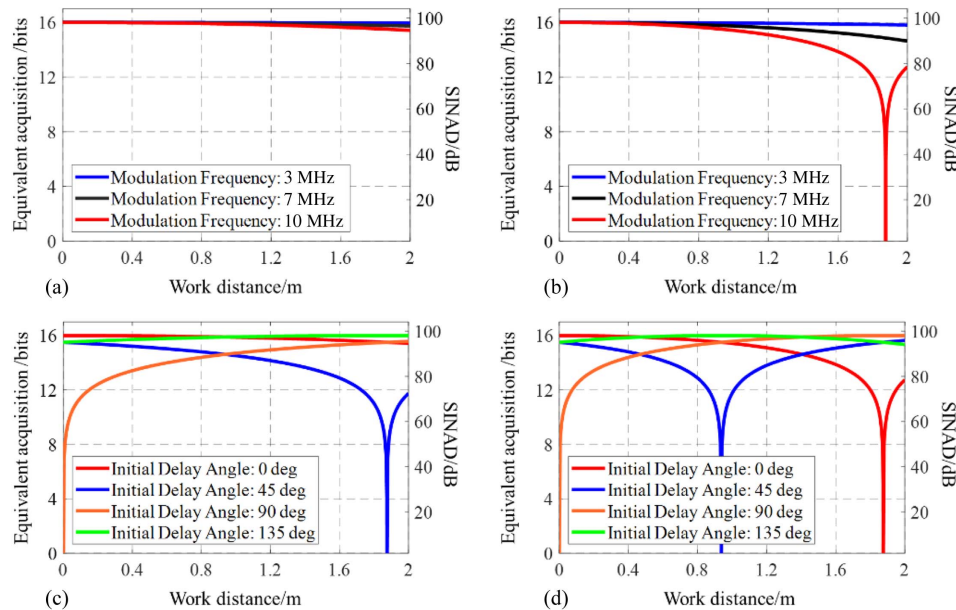 16
12
8
4
0
100
80
60
40
20
Equivalent acquisition /bits
SINAD/dB
Modulation Frequency: 3 MHz
Modulation Frequency: 7 MHz
Modulation Frequency: 10 MHz
0 0.4 0.8 1.2 1.6 2
(a) Work distance/m
16
12
8
4
0
100
80
60
40
20
Equivalent acquisition /bits
SINAD/dB
Modulation Frequency: 3 MHz
Modulation Frequency: 7 MHz
Modulation Frequency: 10 MHz
0 0.4 0.8 1.2 1.6 2
(b) Work distance/m
16
12
8
4
0
100
80
60
40
20
Equivalent acquisition /bits
SINAD/dB
Initial Delay Angle: 0 deg
Initial Delay Angle: 45 deg
Initial Delay Angle: 90 deg
Initial Delay Angle: 135 deg
0 0.4 0.8 1.2 1.6 2
(c) Work distance/m
16
12
8
4
0
100
80
60
40
20
Equivalent acquisition /bits
SINAD/dB
Initial Delay Angle: 0 deg
Initial Delay Angle: 45 deg
Initial Delay Angle: 90 deg
Initial Delay Angle: 135 deg
0 0.4 0.8 1.2 1.6 2
(d) Work distance/m